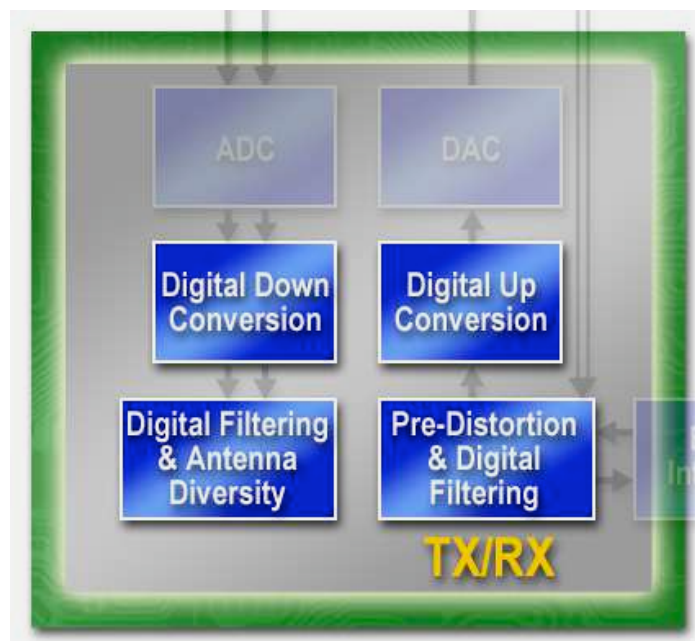 ADC
DAC
Digital Down
Conversion
Digital Up
Conversion
Digital Filtering
& Antenna
Diversity
Pre-Distortion
& Digital
Filtering
TX/RX